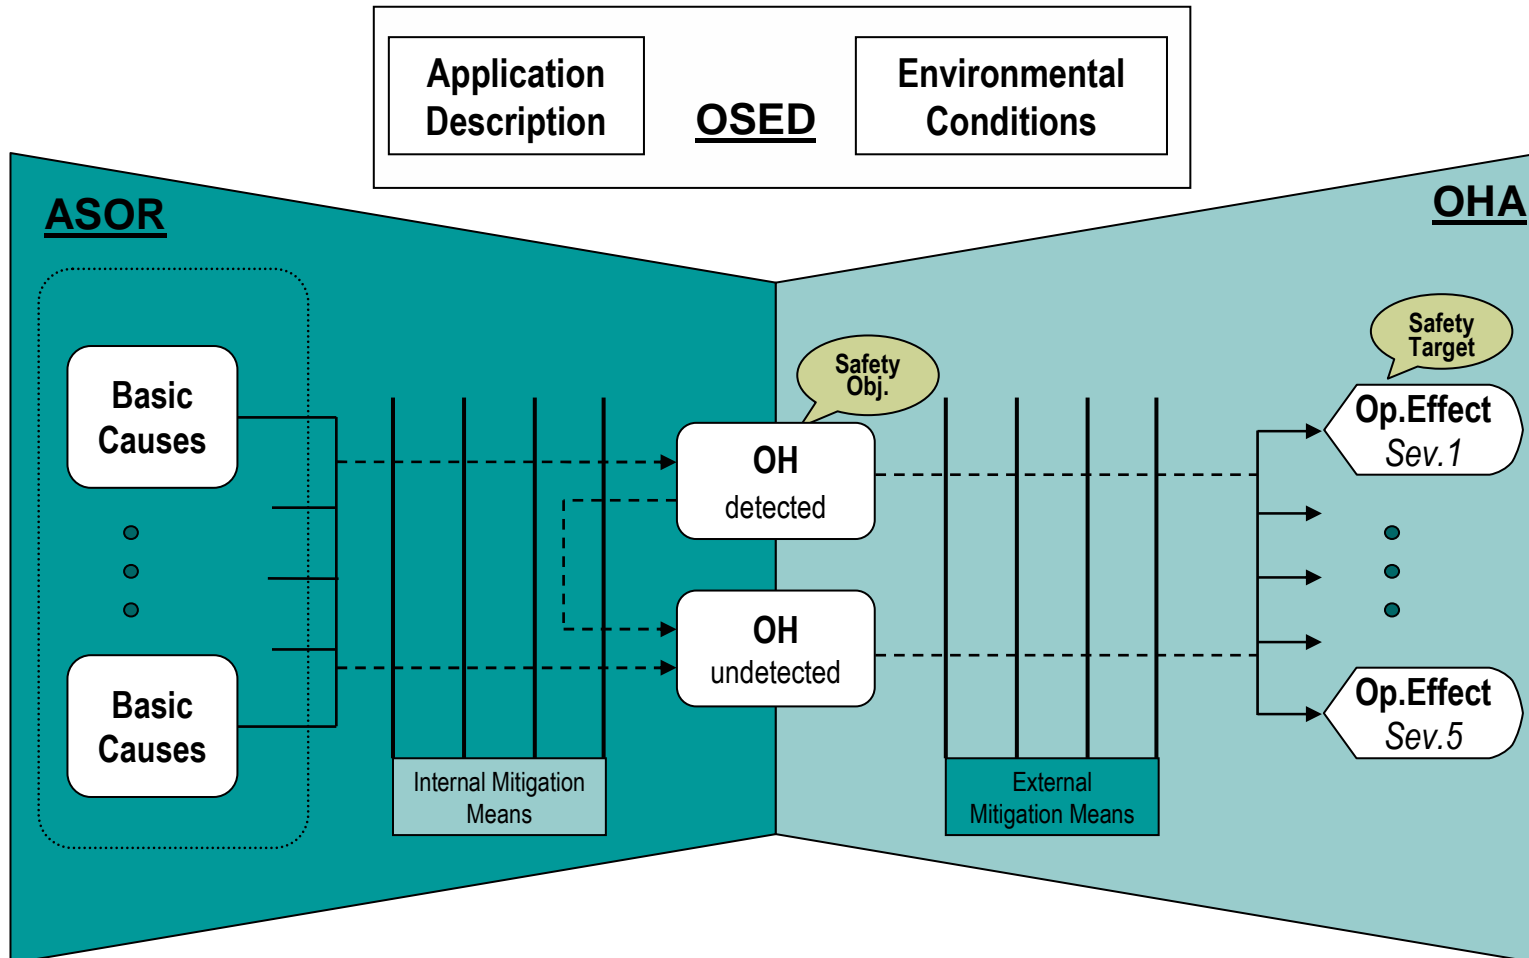 Application
Description
OSED
Environmental
Conditions
ASOR
OHA
Basic
Causes
Basic
Causes
Internal Mitigation
Means
Safety
Obj.
OH
detected
OH
undetected
External
Mitigation Means
Safety
Target
Op.Effect
Sev.1
Op.Effect
Sev.5